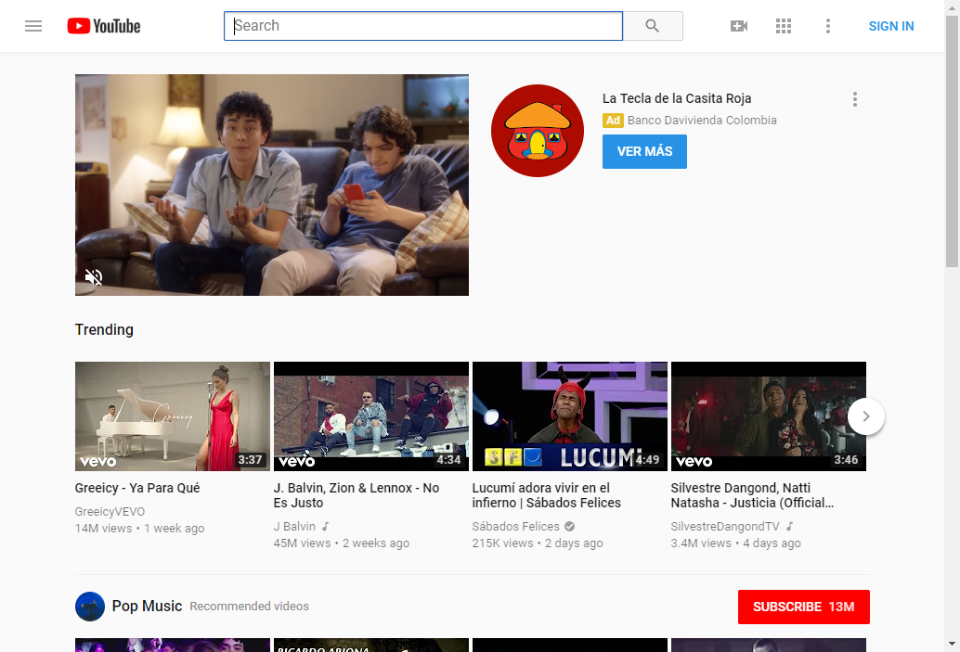 YouTube
Search
SIGN IN
La Tecla de la Casita Roja
Ad Banco Davivienda Colombia
VER MÁS
Trending
Greeicy
vevo
3:37
vevo
4:34
SFC LUCUMÍ
4:49
vevo
3:46
Greeicy - Ya Para Qué
GreeicyVEVO
14M views • 1 week ago
J. Balvin, Zion & Lennox - No
Es Justo
J Balvin
45M views • 2 weeks ago
Lucumí adora vivir en el
infierno | Sábados Felices
Sábados Felices
215K views • 2 days ago
Silvestre Dangond, Natti
Natasha - Justicia (Official...
SilvestreDangondTV
3.4M views • 4 days ago
Pop Music Recommended videos
SUBSCRIBE 13M
RICARDO ARJONA